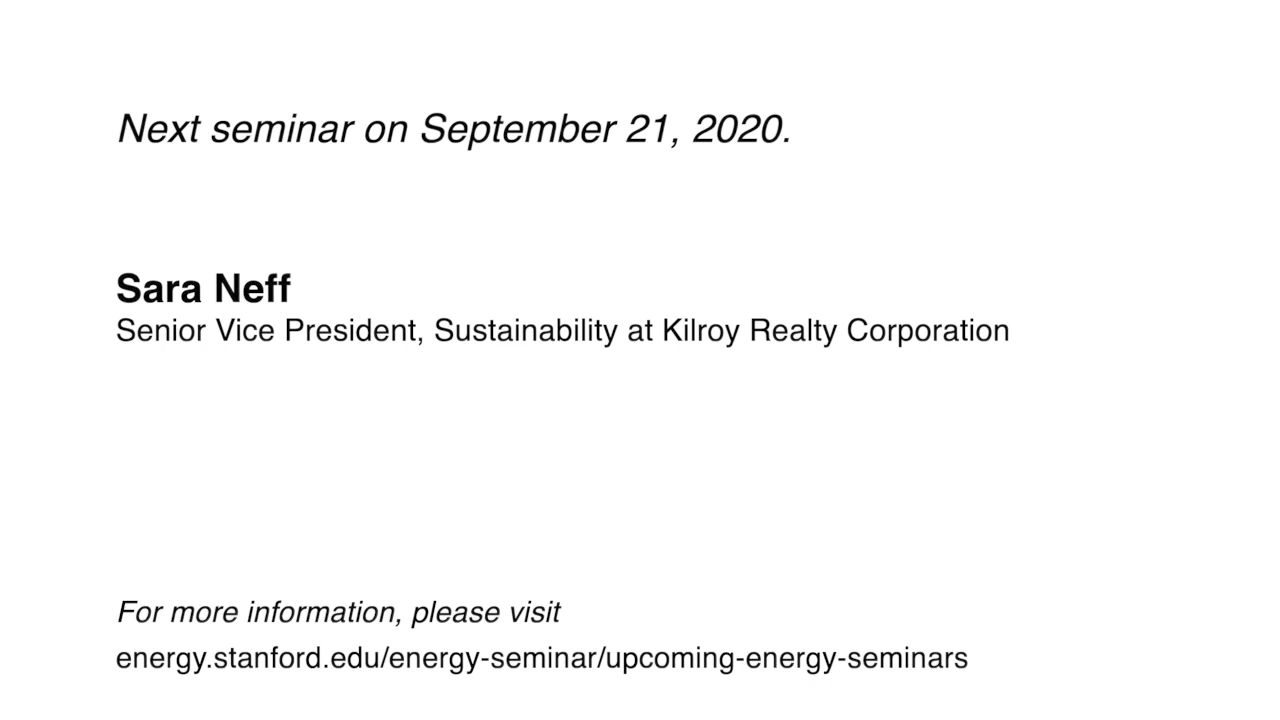 Next seminar on September 21, 2020.
Sara Neff
Senior Vice President, Sustainability at Kilroy Realty Corporation
For more information, please visit
energy.stanford.edu/energy-seminar/upcoming-energy-seminars